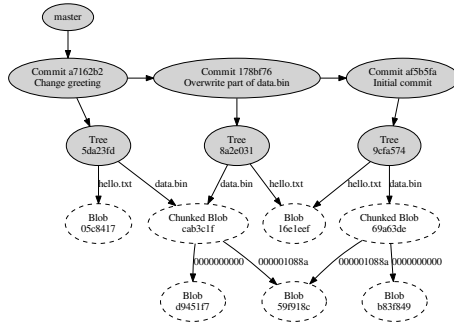 master
Commit a7162b2
Change greeting
Commit 178bf76
Overwrite part of data.bin
Commit af5b5fa
Initial commit
Tree
5da23fd
Tree
8a2e031
Tree
9cfa574
hello.txt
data.bin
data.bin
hello.txt
hello.txt
data.bin
Blob
05c8417
Chunked Blob
cab3c1f
Blob
16e1eef
Chunked Blob
69a63de
0000000000
000001088a
000001088a
0000000000
Blob
d9451f7
Blob
59f918c
Blob
b83f849